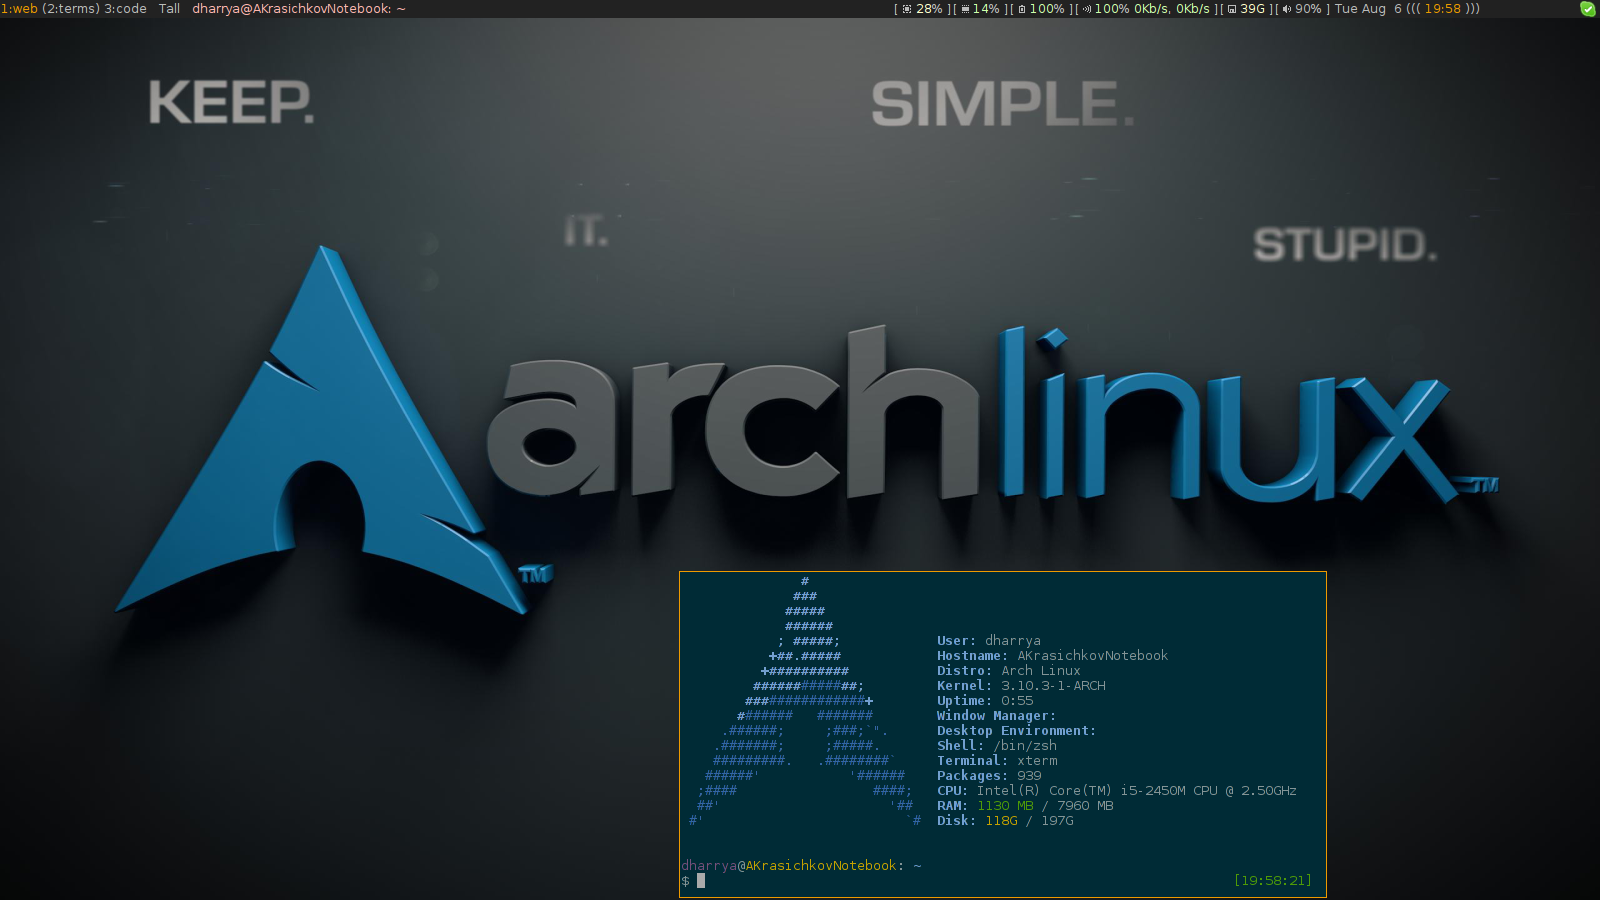 1:web (2:terms) 3:code Tall dharrya@AKrasichkovNotebook: ~ [ 28% ][ 14% ][ 100% ][ 100% 0Kb/s, 0Kb/s ][ 39G ][ 90% ] Tue Aug 6 ((( 19:58 )))
KEEP. SIMPLE.
IT. STUPID.
archlinux TM
TM
#
###
#####
######
; #####;
User: dharrya
+##.#####
Hostname: AKrasichkovNotebook
+##########
Distro: Arch Linux
#############;
Kernel: 3.10.3-1-ARCH
###############+
Uptime: 0:55
####### #######
Window Manager:
.######; ;###;`".
Desktop Environment:
.#######; ;#####.
Shell: /bin/zsh
#########. .########`
Terminal: xterm
######' '######
Packages: 939
;#### ####;
CPU: Intel(R) Core(TM) i5-2450M CPU @ 2.50GHz
##' '##
RAM: 1130 MB / 7960 MB
#' `#
Disk: 118G / 197G
dharrya@AKrasichkovNotebook: ~
$ [19:58:21]